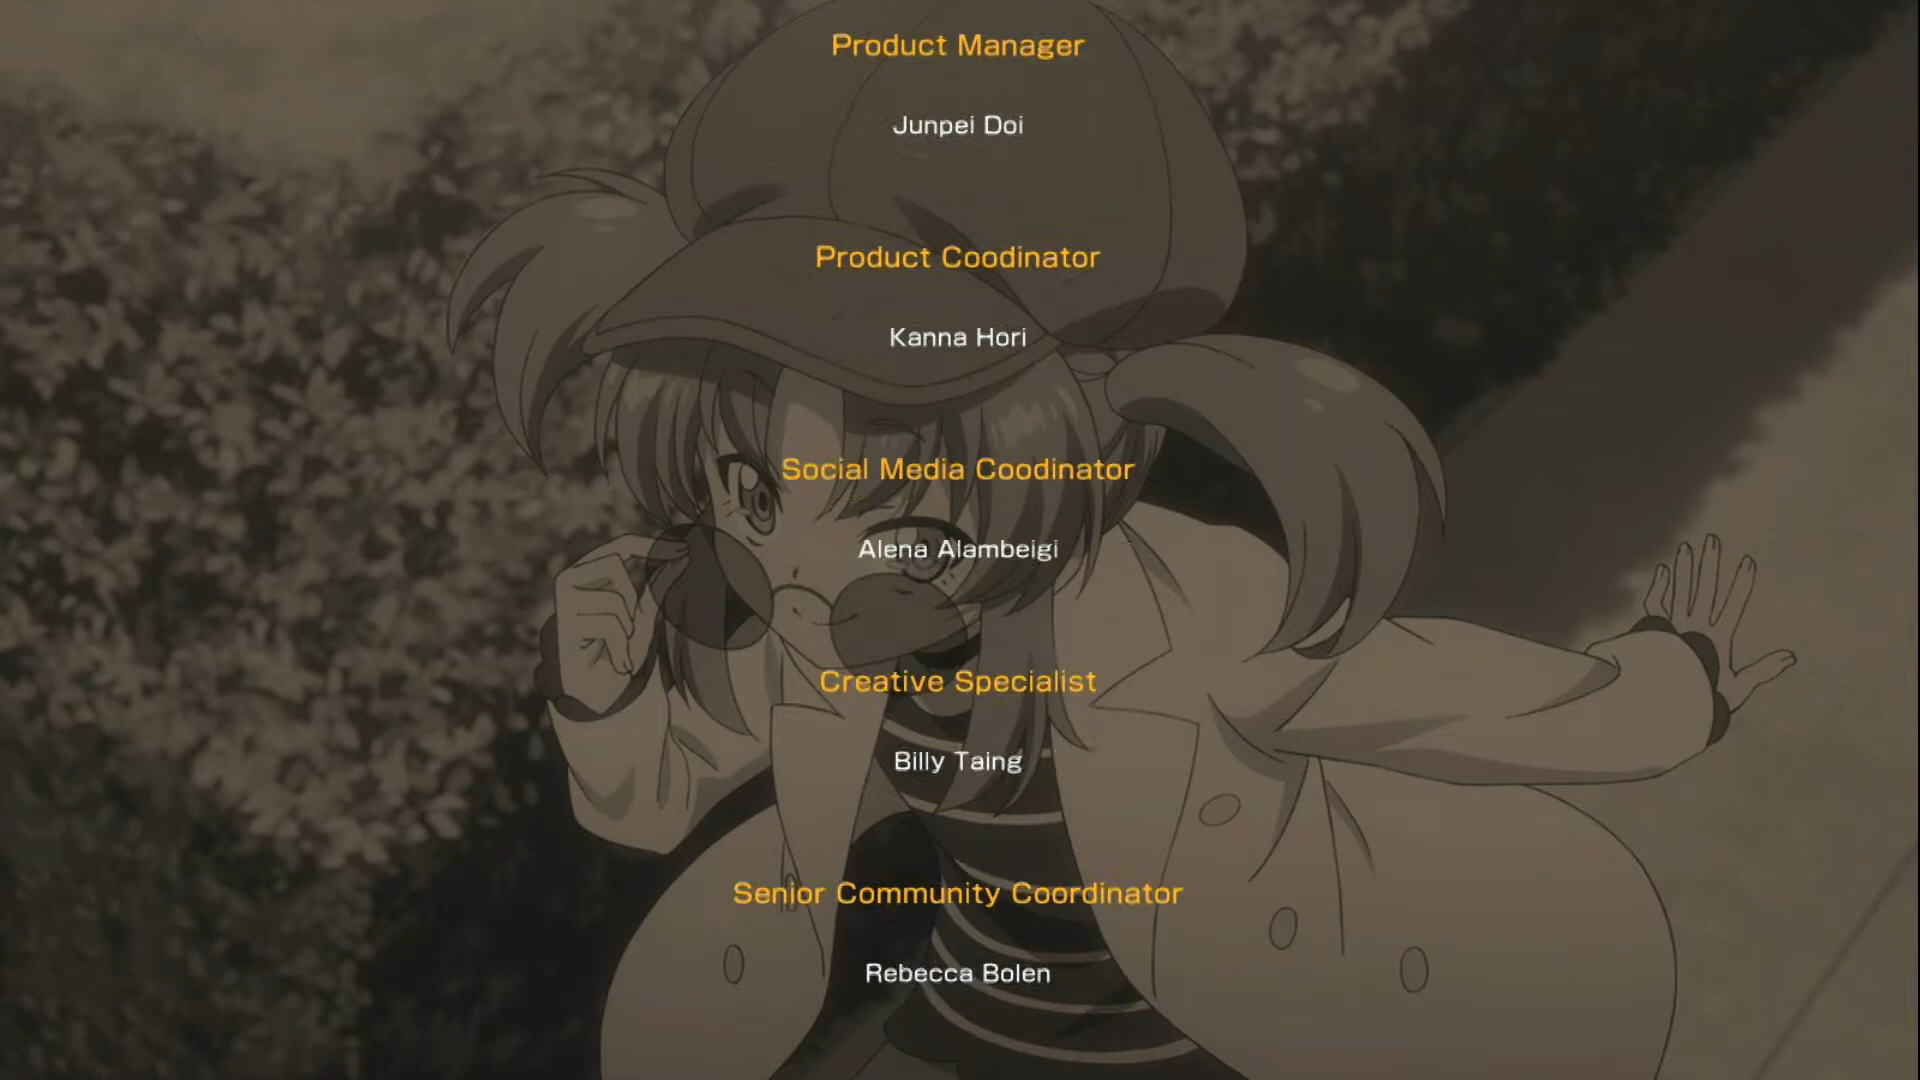 Product Manager
Junpei Doi
Product Coodinator
Kanna Hori
Social Media Coodinator
Alena Alambeigi
Creative Specialist
Billy Taing
Senior Community Coordinator
Rebecca Bolen